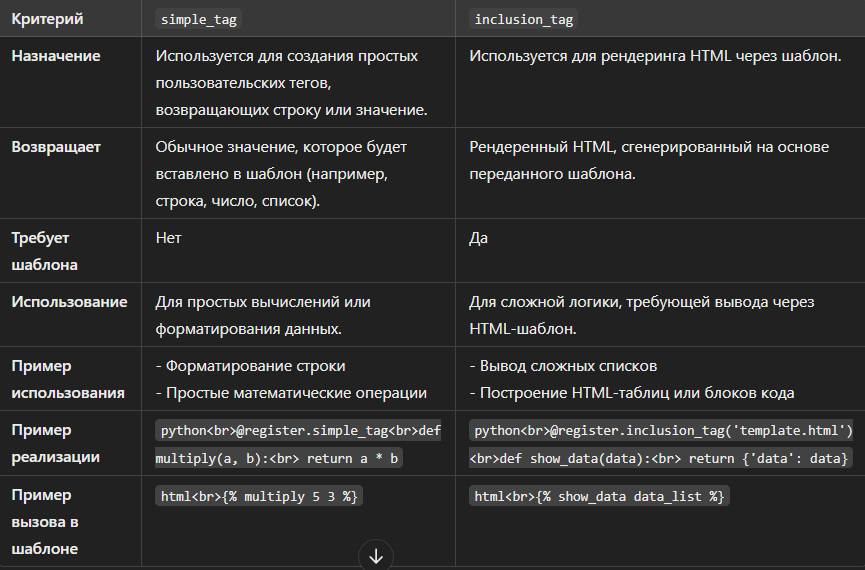 Критерий simple_tag inclusion_tag
Назначение Используется для создания простых Используется для рендеринга HTML через шаблон.
пользовательских тегов,
возвращающих строку или значение.
Возвращает Обычное значение, которое будет Рендеренный HTML, сгенерированный на основе
вставлено в шаблон (например, переданного шаблона.
строка, число, список).
Требует Нет Да
шаблона
Использование Для простых вычислений или Для сложной логики, требующей вывода через
форматирования данных. HTML-шаблон.
Пример - Форматирование строки - Вывод сложных списков
использования - Простые математические операции - Построение HTML-таблиц или блоков кода
Пример python<br>@register.simple_tag<br>def python<br>@register.inclusion_tag('template.html')
реализации multiply(a, b):<br> return a * b <br>def show_data(data):<br> return {'data': data}
Пример html<br>{% multiply 5 3 %} html<br>{% show_data data_list %}
вызова в
шаблоне